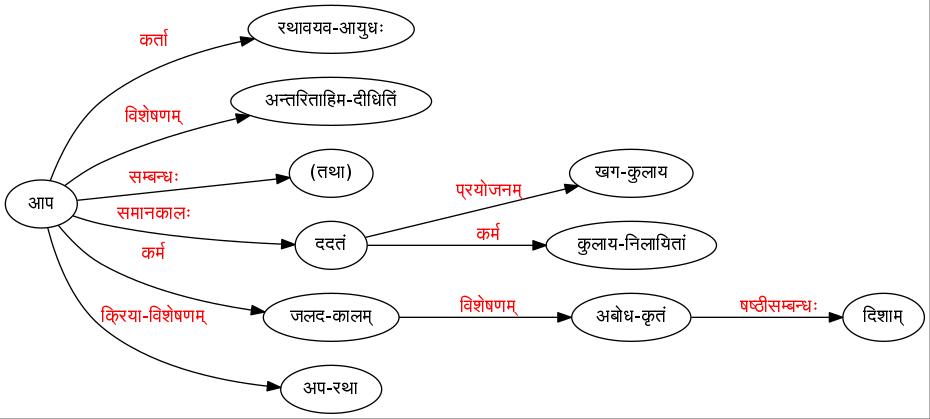 रथावयव-आयुधः
कर्ता
अन्तरिताहिम-दीधितिं
विशेषणम्
(तथा)
खग-कुलाय
सम्बन्धः
प्रयोजनम्
आप
समानकालः
ददतं
कर्म
कुलाय-निलायितां
कर्म
क्रिया-विशेषणम्
जलद-कालम्
विशेषणम्
अबोध-कृतं
षष्ठीसम्बन्धः
दिशाम्
अप-रथा